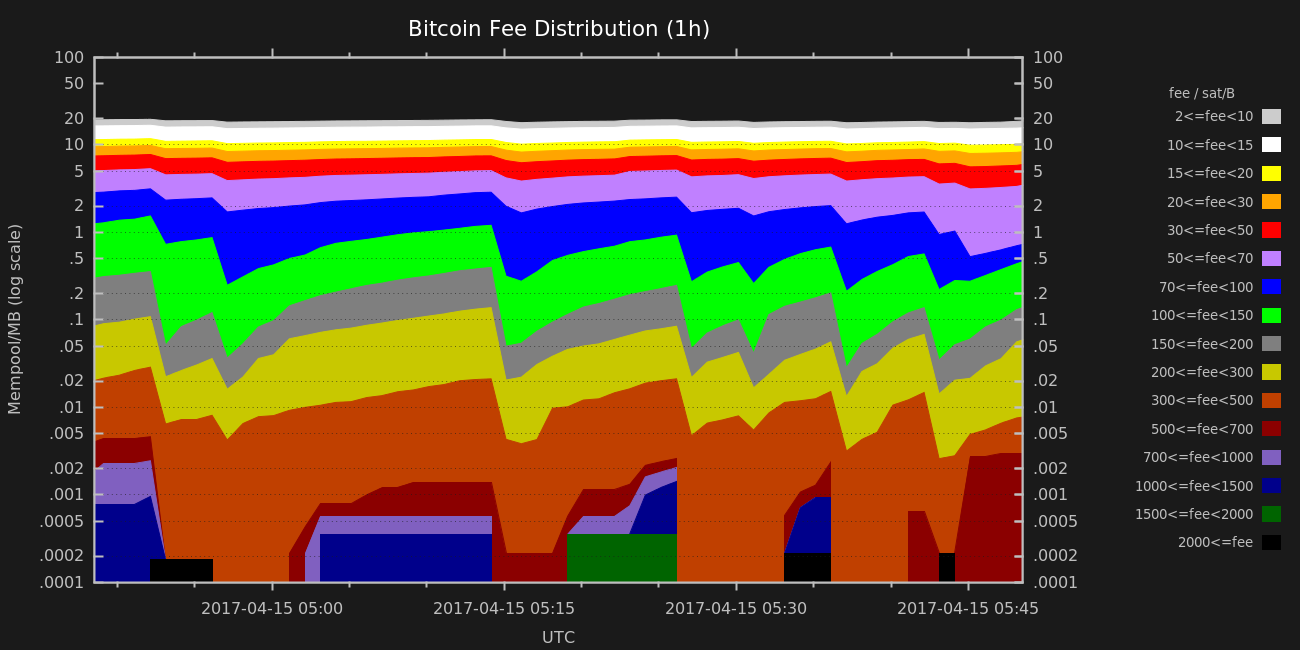 Bitcoin Fee Distribution (1h)
100
50
20
10
5
2
1
.5
.2
.1
.05
.02
.01
.005
.002
.001
.0005
.0002
.0001
Mempool/MB (log scale)
100
50
20
10
5
2
1
.5
.2
.1
.05
.02
.01
.005
.002
.001
.0005
.0002
.0001
2017-04-15 05:00
2017-04-15 05:15
2017-04-15 05:30
2017-04-15 05:45
UTC
fee / sat/B
2<=fee<10
10<=fee<15
15<=fee<20
20<=fee<30
30<=fee<50
50<=fee<70
70<=fee<100
100<=fee<150
150<=fee<200
200<=fee<300
300<=fee<500
500<=fee<700
700<=fee<1000
1000<=fee<1500
1500<=fee<2000
2000<=fee